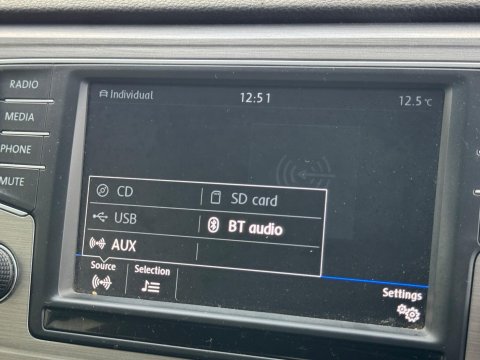 RADIO
MEDIA
PHONE
MUTE
Individual
12:51
12.5 °C
CD
SD card
USB
BT audio
AUX
Source
Selection
Settings